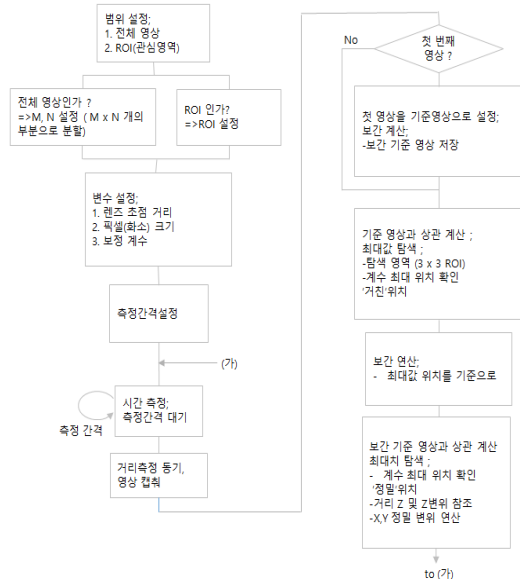 범위 설정;
1. 전체 영상
2. ROI(관심영역)
전체 영상인가 ?
=>M, N 설정 ( M x N 개의
부분으로 분할)
ROI 인가?
=>ROI 설정
변수 설정;
1. 렌즈 초점 거리
2. 픽셀(화소) 크기
3. 보정 계수
측정간격설정
(가)
시간 측정;
측정간격 대기
측정 간격
거리측정 동기,
영상 캡춰
첫 번째
영상 ?
No
첫 영상을 기준영상으로 설정;
보간 계산;
-보간 기준 영상 저장
기준 영상과 상관 계산 ;
최대값 탐색 ;
-탐색 영역 (3 x 3 ROI)
-계수 최대 위치 확인
'거친'위치
보간 연산;
- 최대값 위치를 기준으로
보간 기준 영상과 상관 계산
최대치 탐색 ;
- 계수 최대 위치 확인
'정밀'위치
-거리 Z 및 Z변위 참조
-X,Y 정밀 변위 연산
to (가)